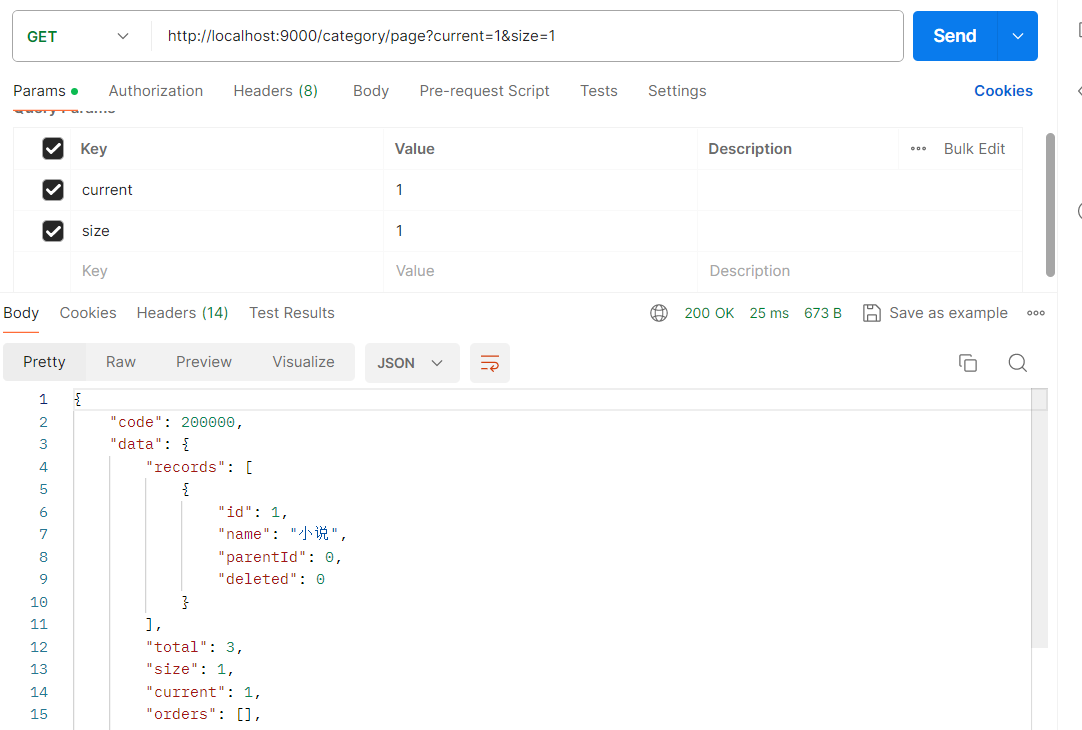 GET http://localhost:9000/category/page?current=1&size=1 Send
Params Authorization Headers (8) Body Pre-request Script Tests Settings Cookies
Query Params
Key Value Description Bulk Edit
current 1
size 1
Key Value Description
Body Cookies Headers (14) Test Results 200 OK 25 ms 673 B Save as example
Pretty Raw Preview Visualize JSON
1 {
2 "code": 200000,
3 "data": {
4 "records": [
5 {
6 "id": 1,
7 "name": "小说",
8 "parentId": 0,
9 "deleted": 0
10 }
11 ],
12 "total": 3,
13 "size": 1,
14 "current": 1,
15 "orders": [],